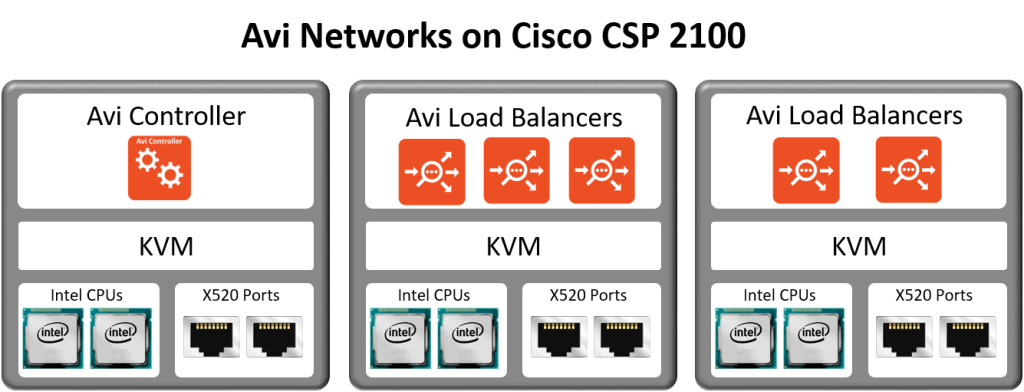 Avi Networks on Cisco CSP 2100
Avi Controller
Avi Controller
KVM
Intel CPUs
X520 Ports
intel
intel
Avi Load Balancers
KVM
Intel CPUs
X520 Ports
intel
intel
Avi Load Balancers
KVM
Intel CPUs
X520 Ports
intel
intel